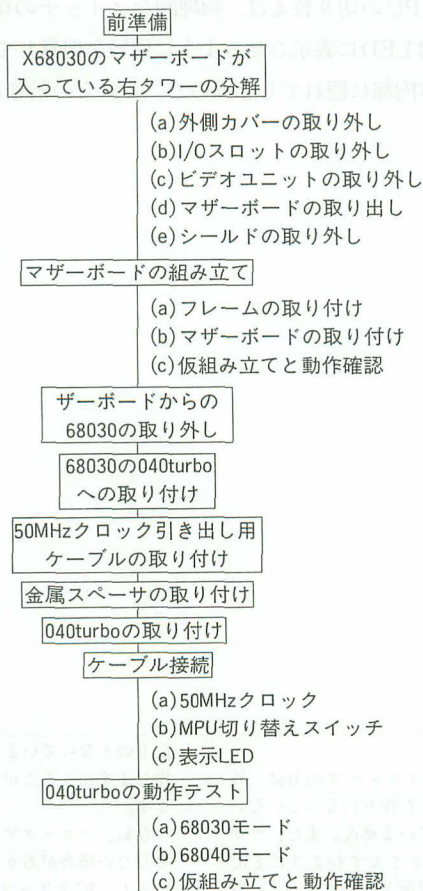 前準備
X68030のマザーボードが
入っている右タワーの分解
(a)外側カバーの取り外し
(b)I/Oスロットの取り外し
(c)ビデオユニットの取り外し
(d)マザーボードの取り出し
(e)シールドの取り外し
マザーボードの組み立て
(a)フレームの取り付け
(b)マザーボードの取り付け
(c)仮組み立てと動作確認
ザーボードからの
68030の取り外し
68030の040turbo
への取り付け
50MHzクロック引き出し用
ケーブルの取り付け
金属スペーサの取り付け
040turboの取り付け
ケーブル接続
(a)50MHzクロック
(b)MPU切り替えスイッチ
(c)表示LED
040turboの動作テスト
(a)68030モード
(b)68040モード
(c)仮組み立てと動作確認